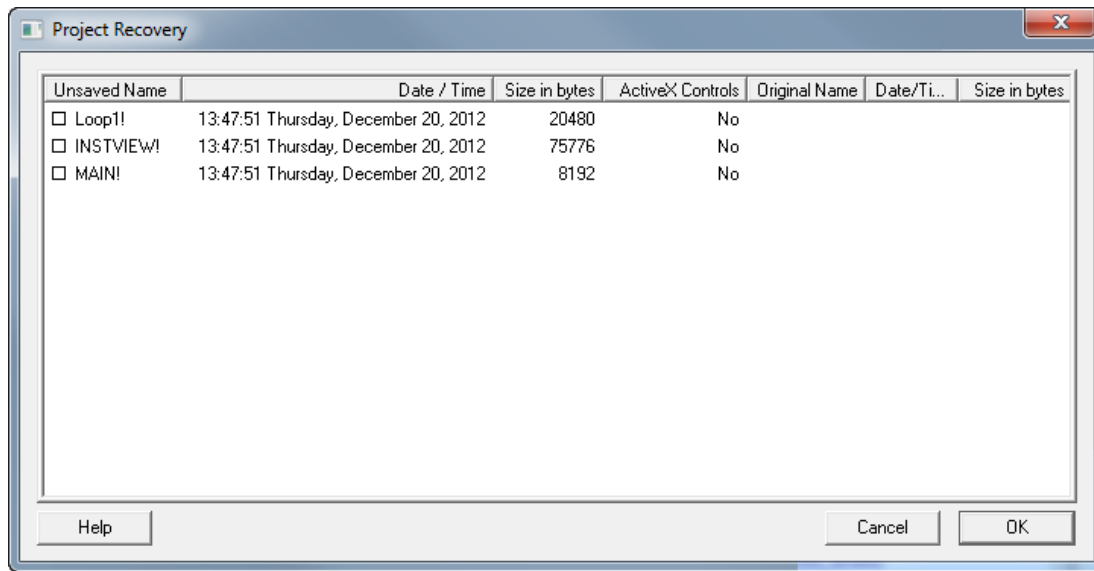 Project Recovery
Unsaved Name Date / Time Size in bytes ActiveX Controls Original Name Date/Ti... Size in bytes
Loop1! 13:47:51 Thursday, December 20, 2012 20480 No
INSTVIEW! 13:47:51 Thursday, December 20, 2012 75776 No
MAIN! 13:47:51 Thursday, December 20, 2012 8192 No
Help Cancel OK